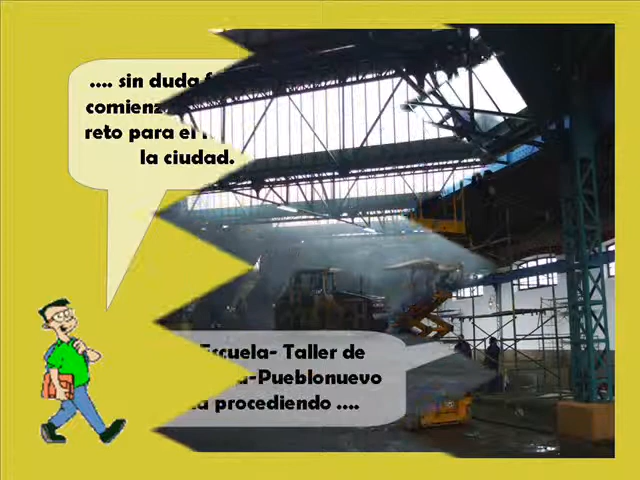 .... sin duda
comienz
reto para el
la ciudad.
Escuela- Taller de
-Pueblonuevo
procediendo ....